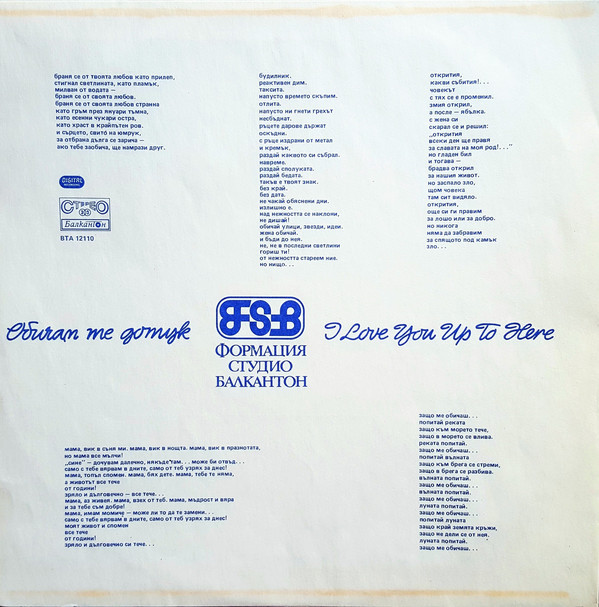 браня се от твоята любов като прилеп,
стигнал светлината, като пламък,
милван от водата —
браня се от своята любов.
браня се от своята любов странна
като гръм през януари тъмна,
като есенни чукари остра,
като храст в крайпътен ров.
и сърцето, свито на юмрук,
за отбрана дълга се зарича —
ако тебе заобича, ще намрази друг.
DIGITAL
RECORDING
СТЕРЕО
33
Балкантон
ВТА 12110
будилник.
реактивен дим.
таксита.
напусто времето скъпим.
отлита.
напусто ни гнети грехът
несбъднат.
ръцете дарове държат
оскъдни.
с ръце издрани от метал
и кремък,
раздай каквото си събрал.
навреме.
раздай сполуката.
раздай бедата.
такъв е твоят знак.
без край.
без дата.
не чакай обяснени дни.
излишно е.
над нежността се наклони,
не дишай!
обичай улици, звезди, идеи.
жена обичай.
и бъди до нея.
не, не в последни светлини
гориш ти!
от нежността стареем ние.
но нищо. . .
открития,
какви събития!. . .
човекът
с тях се е променил.
змия открил,
а после — ябълка.
с жена си
скарал се и решил:
„открития
всеки ден ще правя
за славата на моя род!. . ."
но гладен бил
и тогава —
брадва открил
за нашия живот.
но заспало зло,
щом човека
там сит видяло.
открития,
още си ги правим
за лошо или за добро.
но никога
няма да забравим
за спящото под камък
зло. . .
Обичам те дотук
FSB
I Love You Up To Here
ФОРМАЦИЯ
СТУДИО
БАЛКАНТОН
мама, вик в съня ми. мама, вик в нощта. мама, вик в празнотата,
но мама все мълчи!
„сине" — дочувам далечно, някъде там. . . може би отвъд. . .
само с тебе вярвам в дните, само от теб узрях за днес!
мама, топъл спомен. мама, бях дете. мама, тебе те няма,
а животът все тече
от години!
зряло и дълговечно — все тече. . .
мама, аз живея. мама, взех от теб. мама, мъдрост и вяра
и за тебе съм добра!
мама, имам момиче — може ли то да те замени. . .
само с тебе вярвам в дните, само от теб узрях за днес!
моят живот и спомен
все тече
от години!
зряло и дълговечно си тече. . .
защо ме обичаш. . .
попитай реката
защо към морето тече,
защо в морето се влива.
реката попитай.
защо ме обичаш. . .
попитай вълната
защо към брега се стреми,
защо в брега се разбива.
вълната попитай.
защо ме обичаш. . .
вълната попитай.
защо ме обичаш. . .
луната попитай.
защо ме обичаш. . .
попитай луната
защо край земята кръжи,
защо не дели се от нея.
луната попитай.
защо ме обичаш. . .